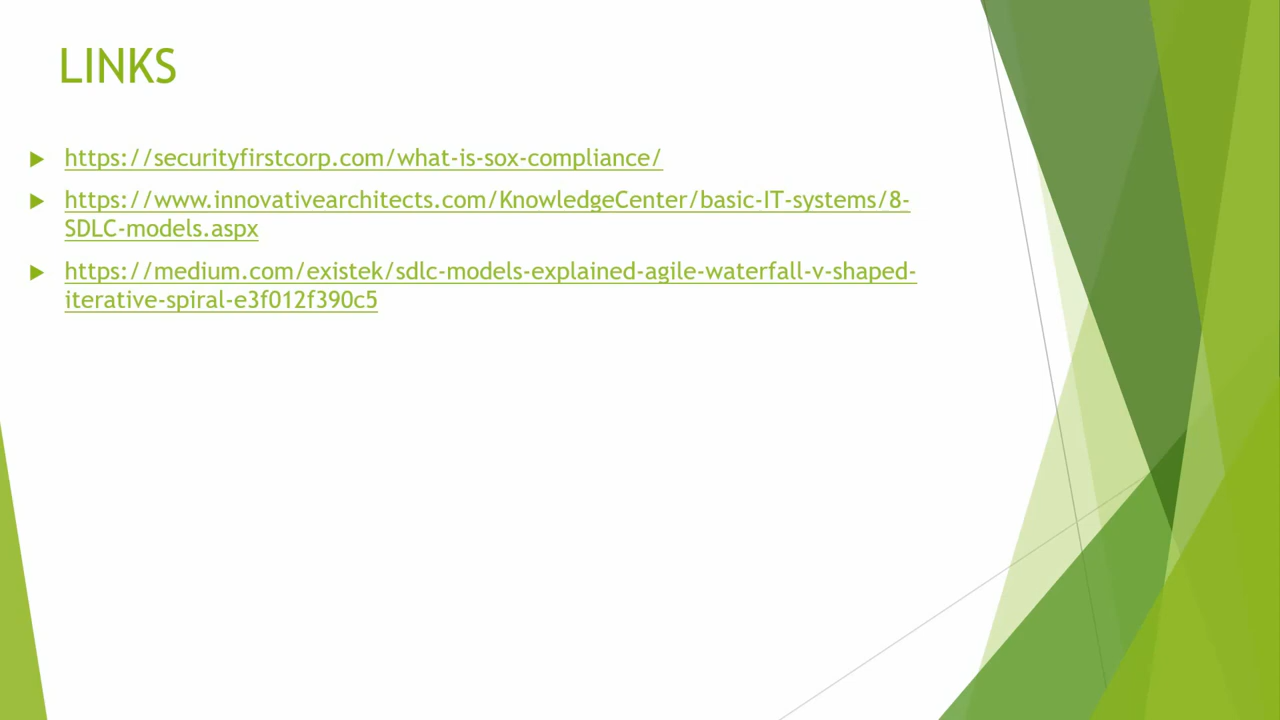 LINKS
https://securityfirstcorp.com/what-is-sox-compliance/
https://www.innovativearchitects.com/KnowledgeCenter/basic-IT-systems/8-
SDLC-models.aspx
https://medium.com/existek/sdlc-models-explained-agile-waterfall-v-shaped-
iterative-spiral-e3f012f390c5